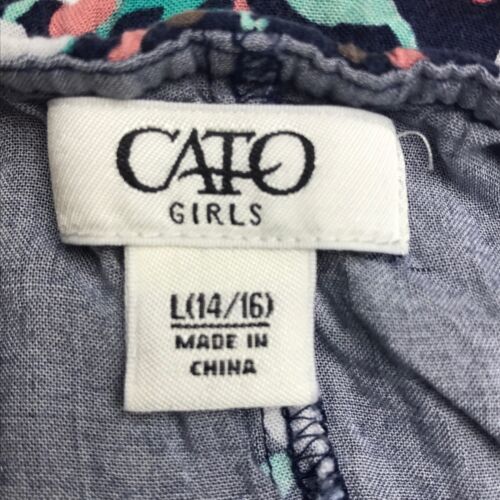 CATO
GIRLS
L(14/16)
MADE IN
CHINA